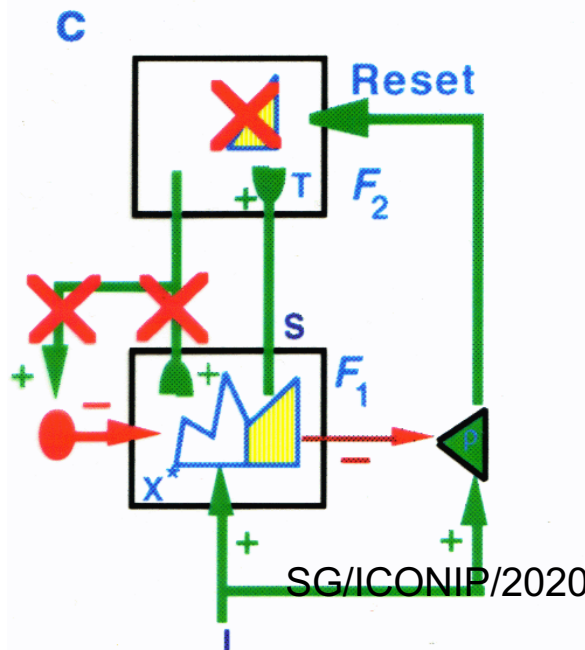 C
Reset
+
T
F2
S
+
+
F1
−
−
X*
P
+
+
SG/ICONIP/2020
I